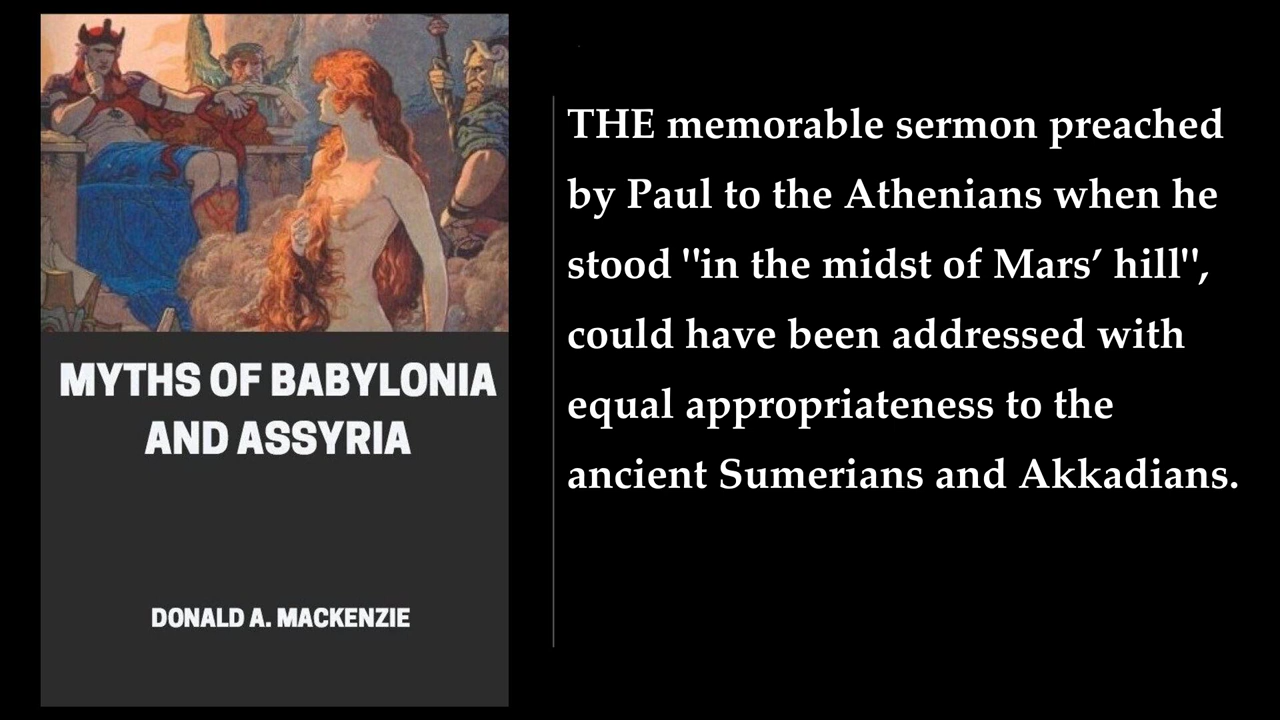 MYTHS OF BABYLONIA
AND ASSYRIA
DONALD A. MACKENZIE
THE memorable sermon preached
by Paul to the Athenians when he
stood "in the midst of Mars’ hill",
could have been addressed with
equal appropriateness to the
ancient Sumerians and Akkadians.